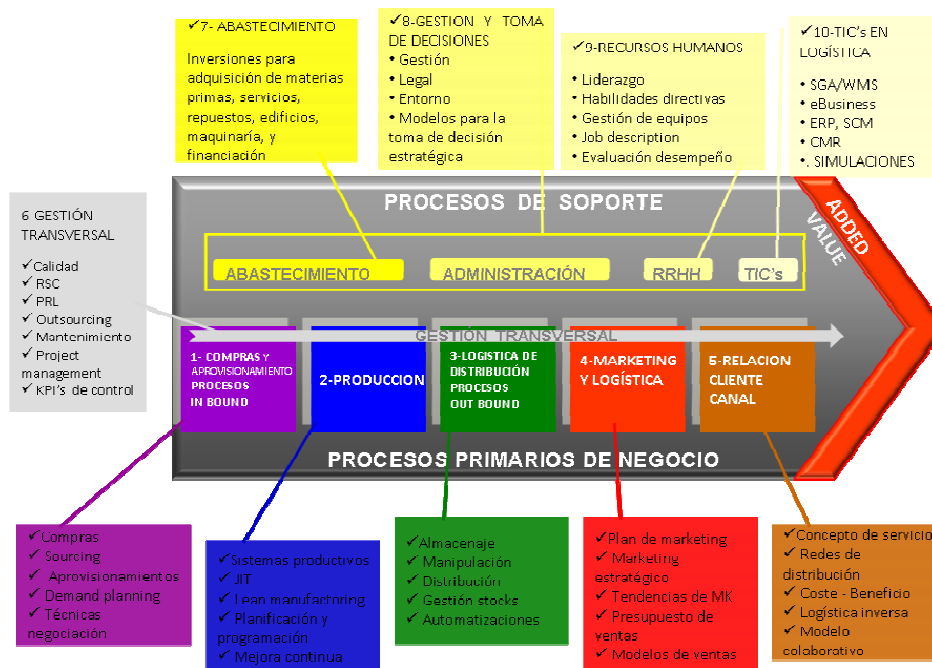 ✓7- ABASTECIMIENTO
Inversiones para
adquisición de materias
primas, servicios,
repuestos, edificios,
maquinaría, y
financiación
✓8-GESTION Y TOMA
DE DECISIONES
• Gestión
• Legal
• Entorno
• Modelos para la
toma de decisión
estratégica
✓9-RECURSOS HUMANOS
• Liderazgo
• Habilidades directivas
• Gestión de equipos
• Job description
• Evaluación desempeño
✓10-TIC's EN
LOGÍSTICA
• SGA/WMS
• eBusiness
• ERP, SCM
• CMR
•. SIMULACIONES
6 GESTIÓN
TRANSVERSAL
✓Calidad
✓RSC
✓PRL
✓Outsourcing
✓Mantenimiento
✓Project
management
✓KPI's de control
PROCESOS DE SOPORTE
ABASTECIMIENTO
ADMINISTRACIÓN
RRHH
TIC's
ADDED
VALUE
GESTIÓN TRANSVERSAL
1- COMPRAS Y
APROVISIONAMIENTO
PROCESOS
IN BOUND
2-PRODUCCION
3-LOGISTICA DE
DISTRIBUCIÓN
PROCESOS
OUT BOUND
4-MARKETING
Y LOGÍSTICA
5-RELACION
CLIENTE
CANAL
PROCESOS PRIMARIOS DE NEGOCIO
✓Compras
✓ Sourcing
✓ Aprovisionamientos
✓ Demand planning
✓ Técnicas
negociación
✓Sistemas productivos
✓ JIT
✓ Lean manufacturing
✓ Planificación y
programación
✓ Mejora continua
✓Almacenaje
✓ Manipulación
✓ Distribución
✓ Gestión stocks
✓ Automatizaciones
✓Plan de marketing
✓ Marketing
estratégico
✓ Tendencias de MK
✓ Presupuesto de
ventas
✓ Modelos de ventas
✓Concepto de servicio
✓ Redes de
distribución
✓ Coste - Beneficio
✓ Logística inversa
✓ Modelo
colaborativo